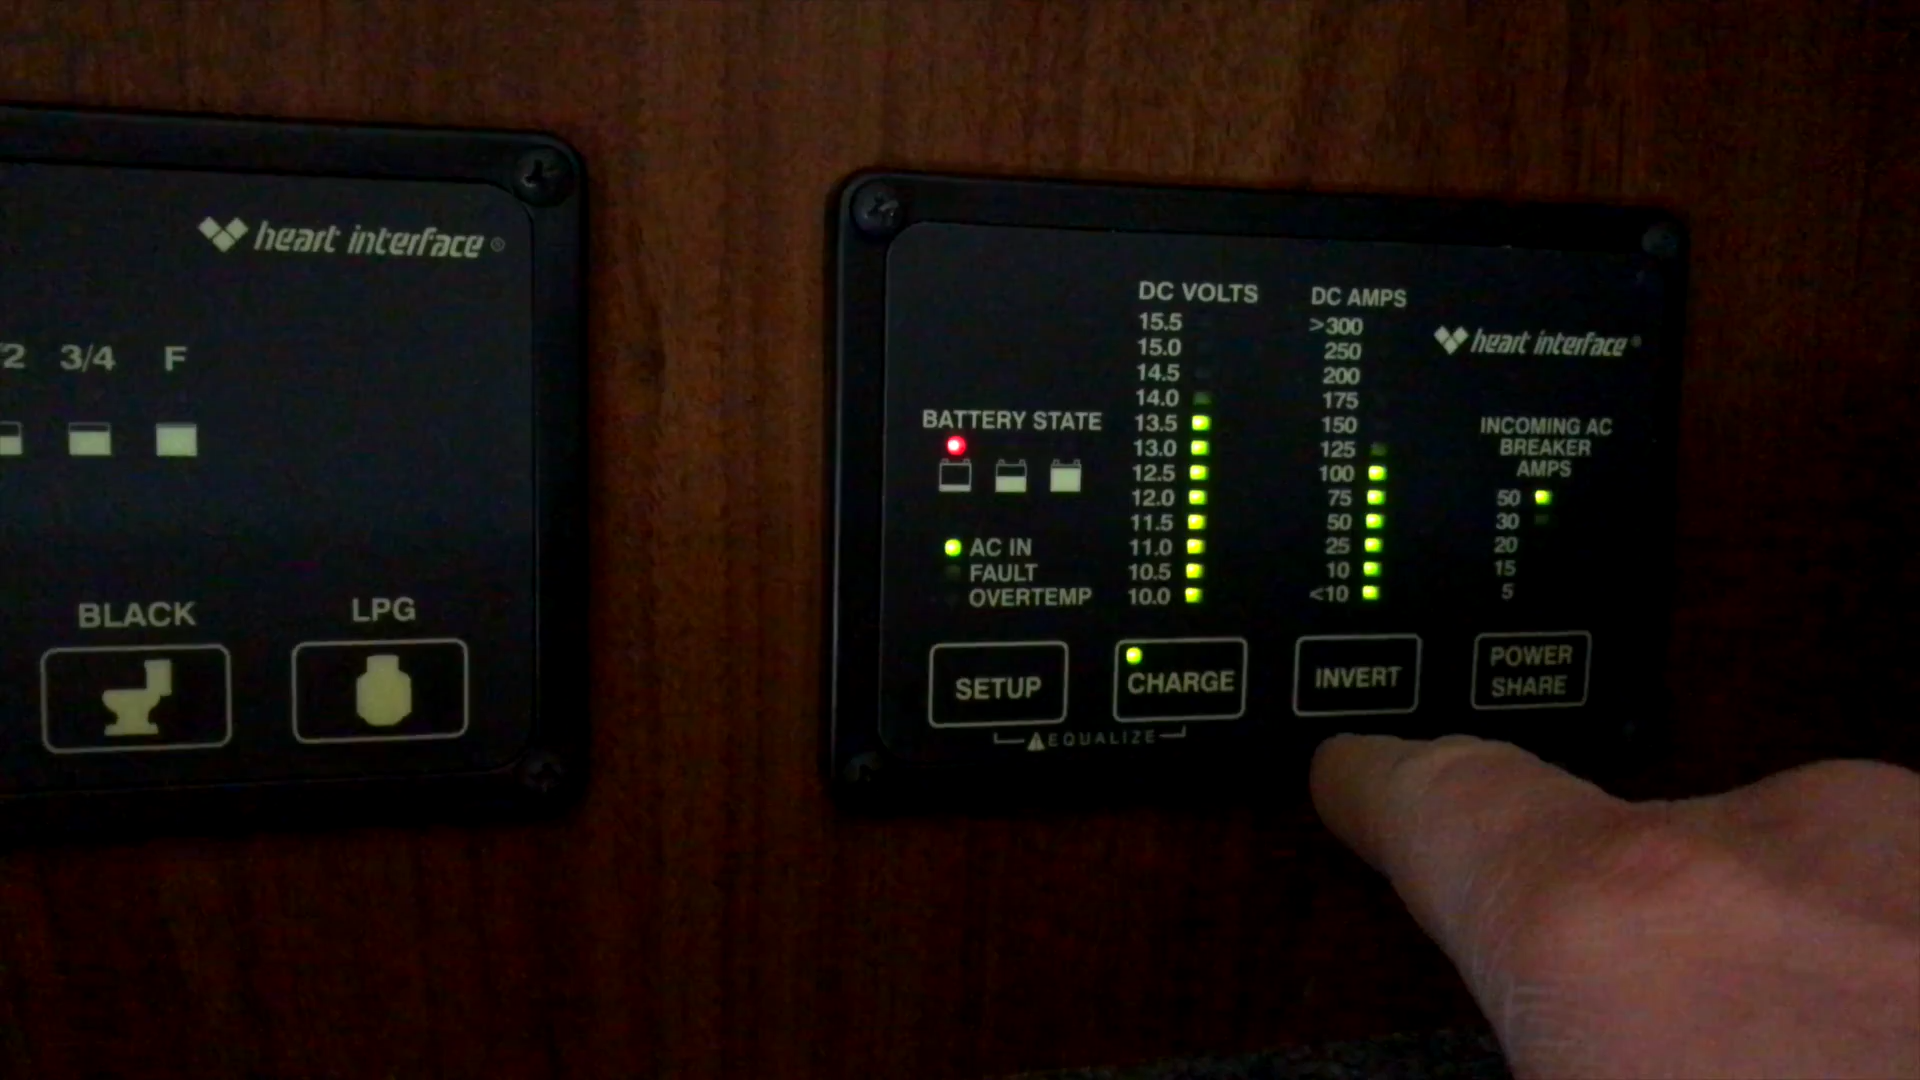 heart interface®
/2 3/4 F
BLACK
LPG
DC VOLTS
15.5
15.0
14.5
14.0
13.5
13.0
12.5
12.0
11.5
11.0
10.5
10.0
DC AMPS
>300
250
200
175
150
125
100
75
50
25
10
<10
heart interface®
BATTERY STATE
AC IN
FAULT
OVERTEMP
INCOMING AC
BREAKER
AMPS
50
30
20
15
5
SETUP
CHARGE
INVERT
POWER
SHARE
EQUALIZE